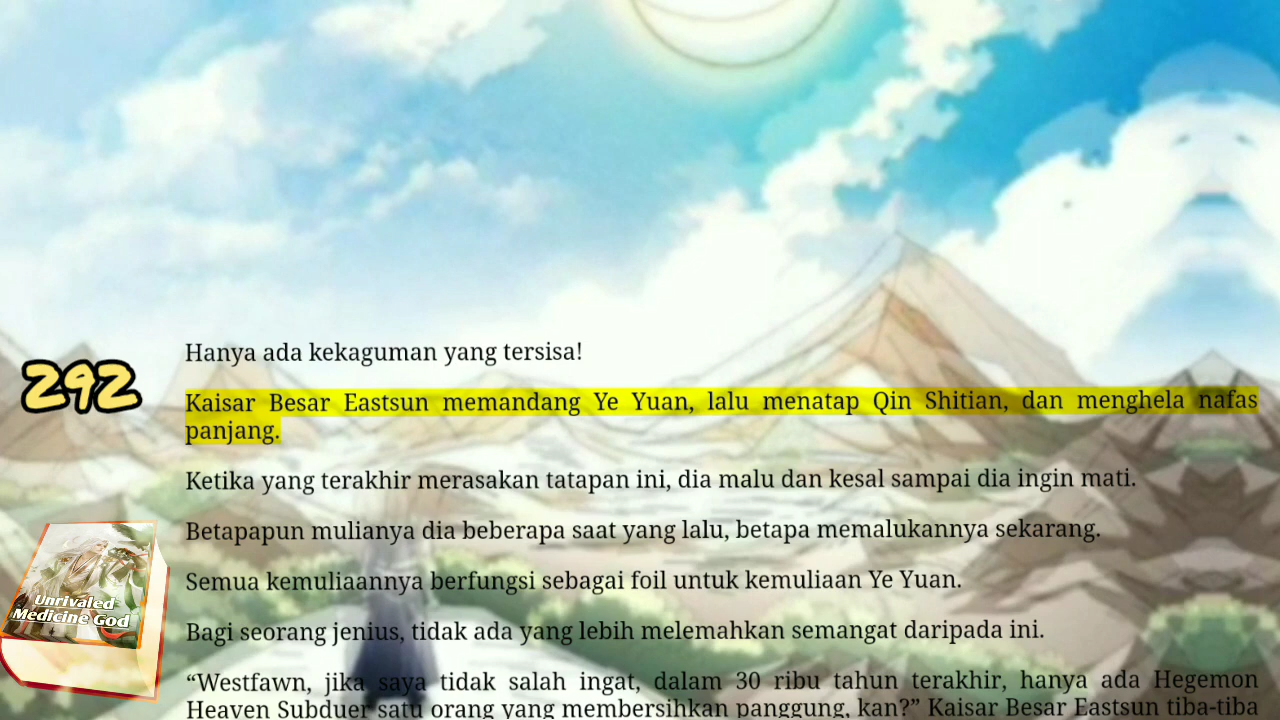 Hanya ada kekaguman yang tersisa!
292
Kaisar Besar Eastsun memandang Ye Yuan, lalu menatap Qin Shitian, dan menghela nafas
panjang.
Ketika yang terakhir merasakan tatapan ini, dia malu dan kesal sampai dia ingin mati.
Betapapun mulianya dia beberapa saat yang lalu, betapa memalukannya sekarang.
Semua kemuliaannya berfungsi sebagai foil untuk kemuliaan Ye Yuan.
Unrivaled
Medicine God
Bagi seorang jenius, tidak ada yang lebih melemahkan semangat daripada ini.
“Westfawn, jika saya tidak salah ingat, dalam 30 ribu tahun terakhir, hanya ada Hegemon
Heaven Subduer satu orang yang membersihkan panggung, kan?” Kaisar Besar Eastsun tiba-tiba